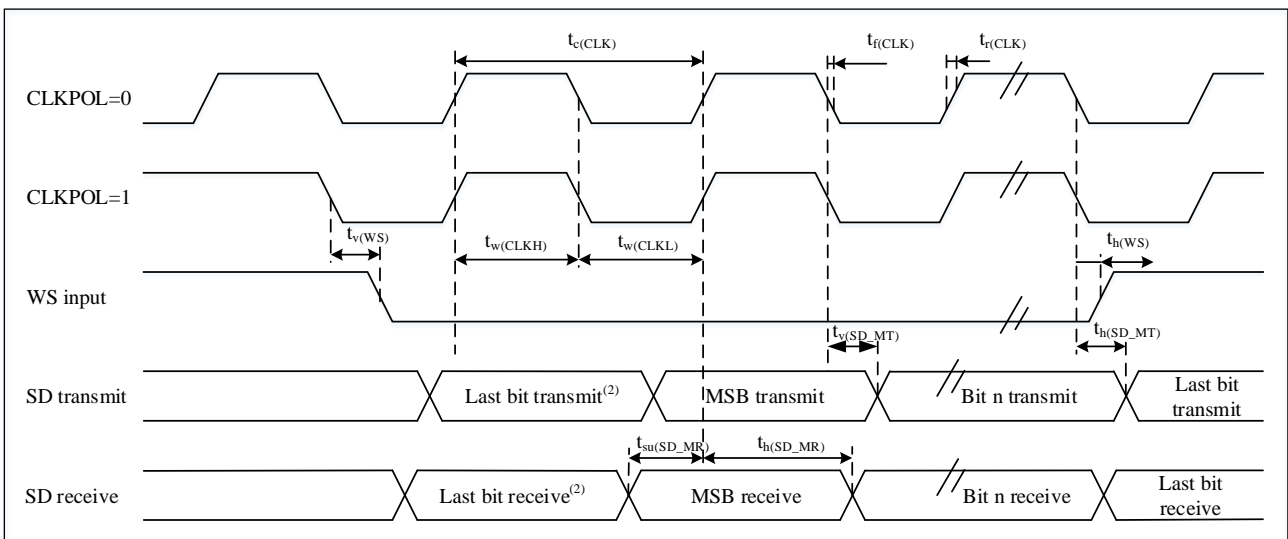 t_c(CLK)
t_f(CLK)
t_r(CLK)
CLKPOL=0
CLKPOL=1
t_v(WS)
t_w(CLKH)
t_w(CLKL)
t_h(WS)
WS input
t_v(SD_MT)
t_h(SD_MT)
SD transmit
Last bit transmit(2)
MSB transmit
Bit n transmit
Last bit
transmit
t_su(SD_MR)
t_h(SD_MR)
SD receive
Last bit receive(2)
MSB receive
Bit n receive
Last bit
receive